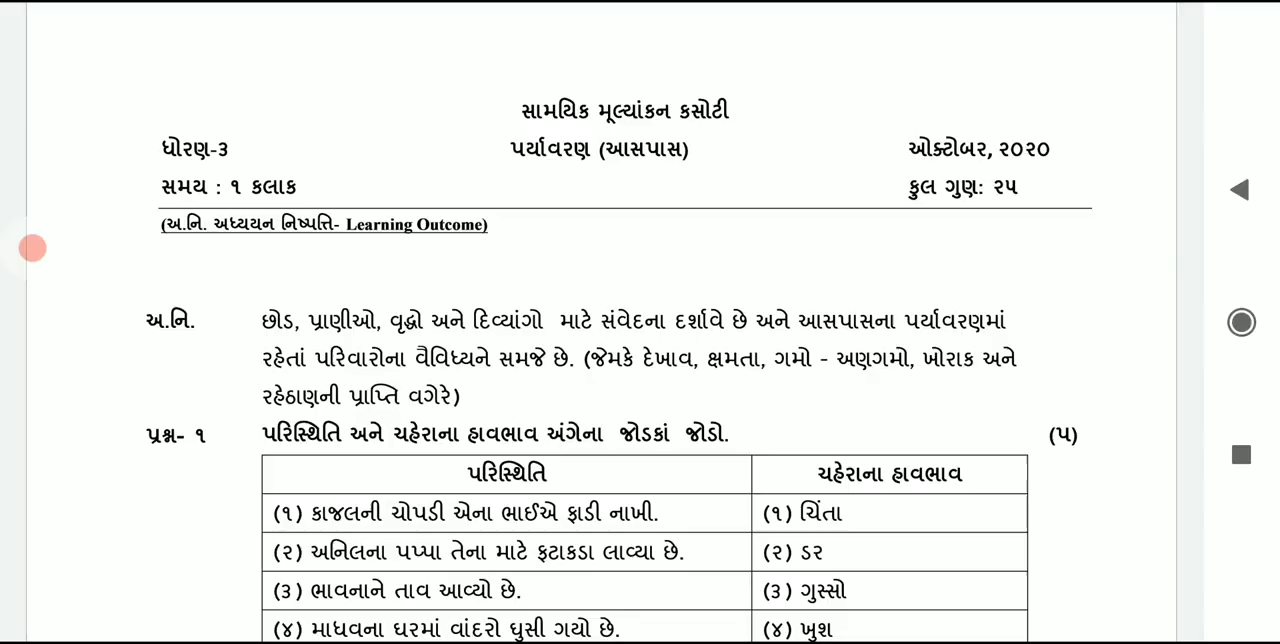 સામયિક મૂલ્યાંકન કસોટી
ધોરણ-૩ પર્યાવરણ (આસપાસ) ઓક્ટોબર, ૨૦૨૦
સમય : ૧ કલાક કુલ ગુણ: ૨૫
(અ.નિ. અધ્યયન નિષ્પત્તિ- Learning Outcome)
અ.નિ. છોડ, પ્રાણીઓ, વૃદ્ધો અને દિવ્યાંગો માટે સંવેદના દર્શાવે છે અને આસપાસના પર્યાવરણમાં
રહેતાં પરિવારોના વૈવિધ્યને સમજે છે. (જેમકે દેખાવ, ક્ષમતા, ગમો - અણગમો, ખોરાક અને
રહેઠાણની પ્રાપ્તિ વગેરે)
પ્રશ્ન- ૧ પરિસ્થિતિ અને ચહેરાના હાવભાવ અંગેના જોડકાં જોડો. (૫)
પરિસ્થિતિ ચહેરાના હાવભાવ
(૧) કાજલની ચોપડી એના ભાઈએ ફાડી નાખી. (૧) ચિંતા
(૨) અનિલના પપ્પા તેના માટે ફટાકડા લાવ્યા છે. (૨) ડર
(૩) ભાવનાને તાવ આવ્યો છે. (૩) ગુસ્સો
(૪) માધવના ઘરમાં વાંદરો ઘુસી ગયો છે. (૪) ખુશ